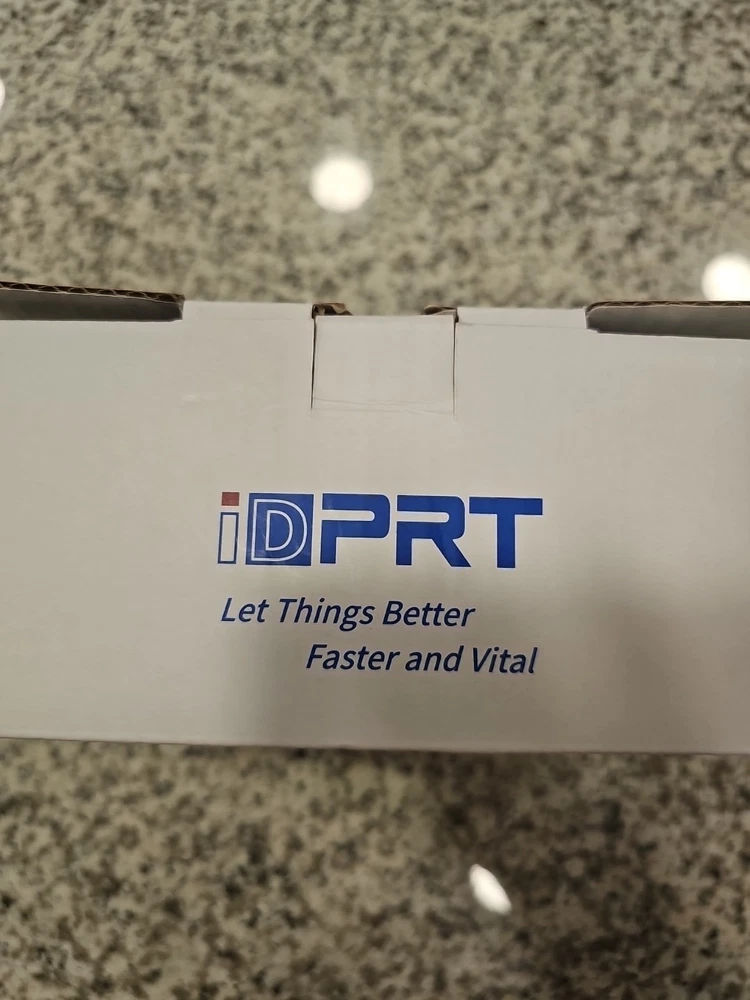 iDPRT
Let Things Better
Faster and Vital